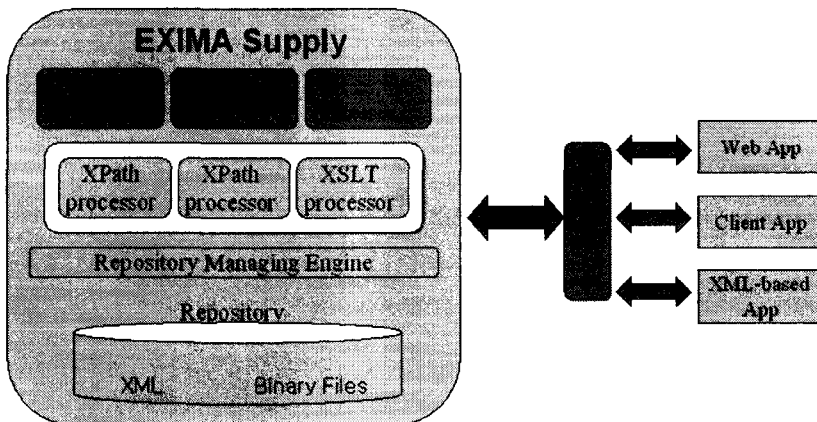 EXIMA Supply
XPath
processor
XPath
processor
XSLT
processor
Repository Managing Engine
Repository
XML
Binary Files
Web App
Client App
XML-based
App